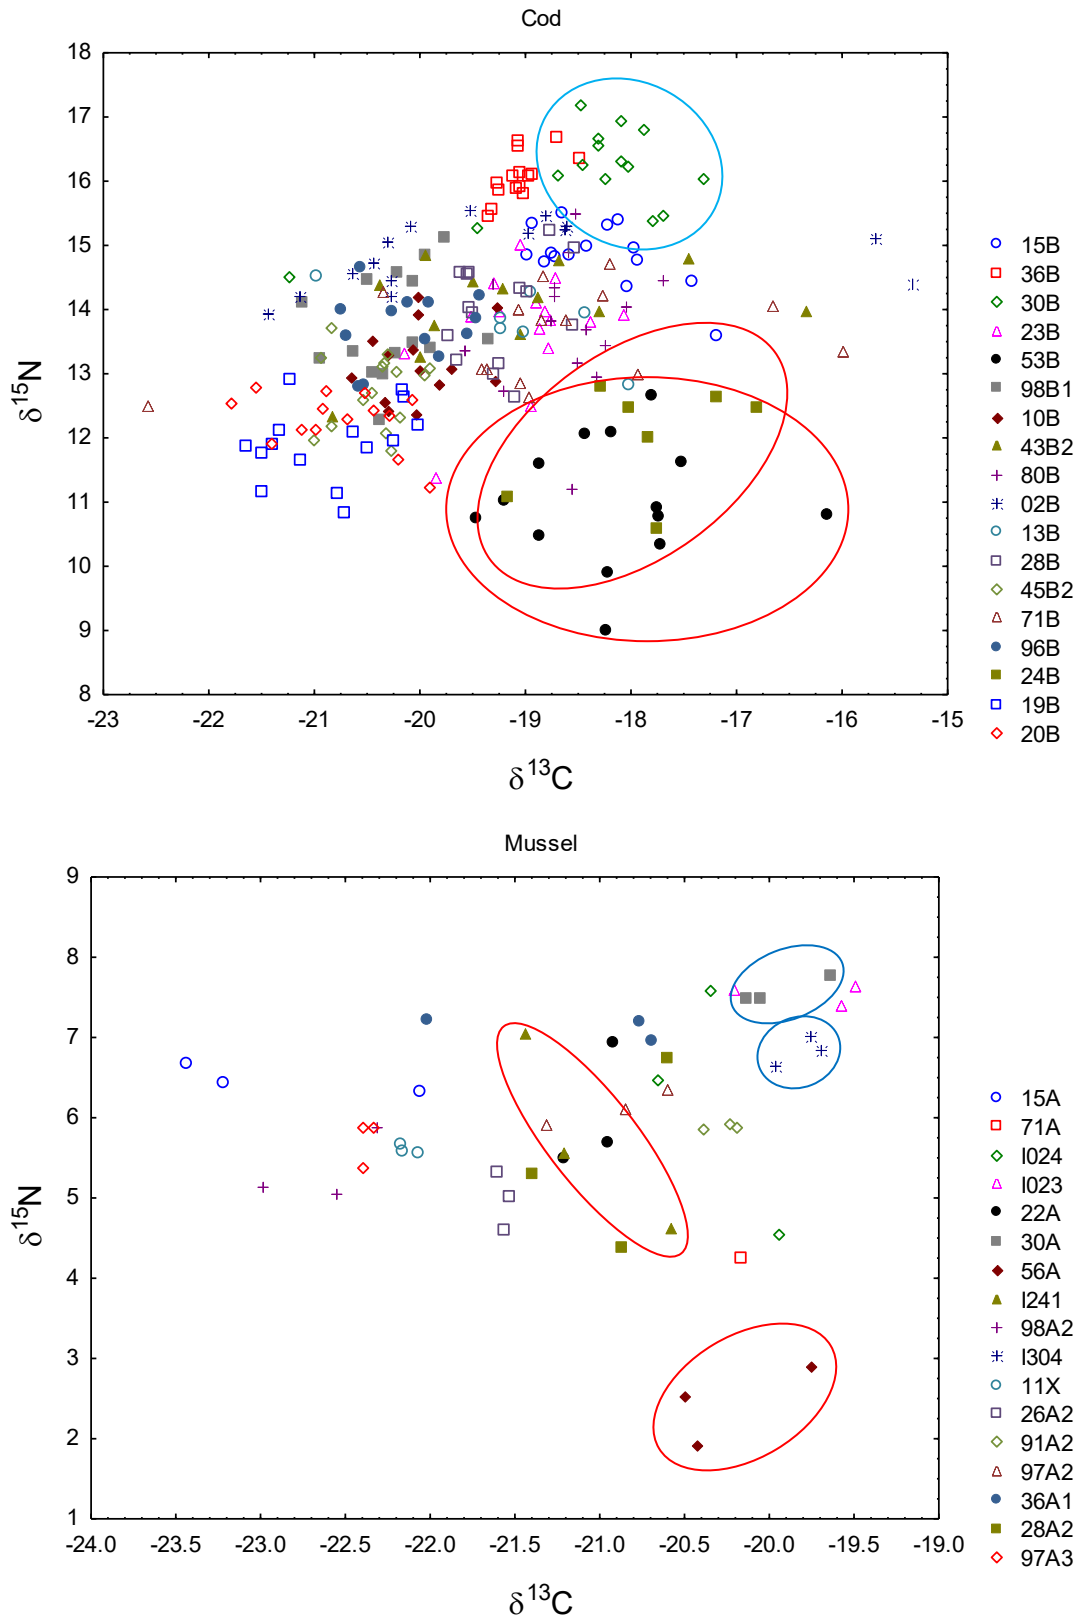 Cod
18
17
16
15
14
13
12
11
10
9
8
δ15N
-23 -22 -21 -20 -19 -18 -17 -16 -15
δ13C
15B
36B
30B
23B
53B
98B1
10B
43B2
80B
02B
13B
28B
45B2
71B
96B
24B
19B
20B
Mussel
9
8
7
6
5
4
3
2
1
δ15N
-24.0 -23.5 -23.0 -22.5 -22.0 -21.5 -21.0 -20.5 -20.0 -19.5 -19.0
δ13C
15A
71A
I024
I023
22A
30A
56A
I241
98A2
I304
11X
26A2
91A2
97A2
36A1
28A2
97A3